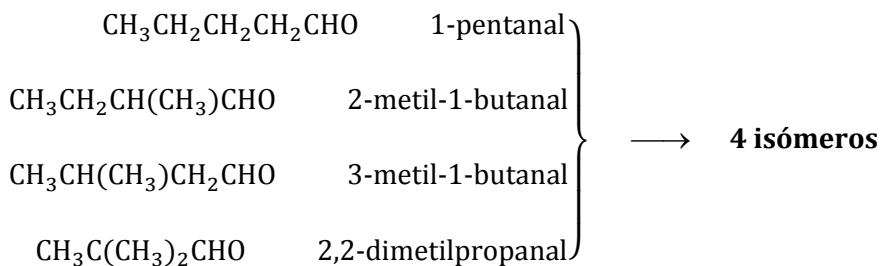 CH₃CH₂CH₂CH₂CHO 1-pentanal
CH₃CH₂CH(CH₃)CHO 2-metil-1-butanal
⟶ 4 isómeros
CH₃CH(CH₃)CH₂CHO 3-metil-1-butanal
CH₃C(CH₃)₂CHO 2,2-dimetilpropanal